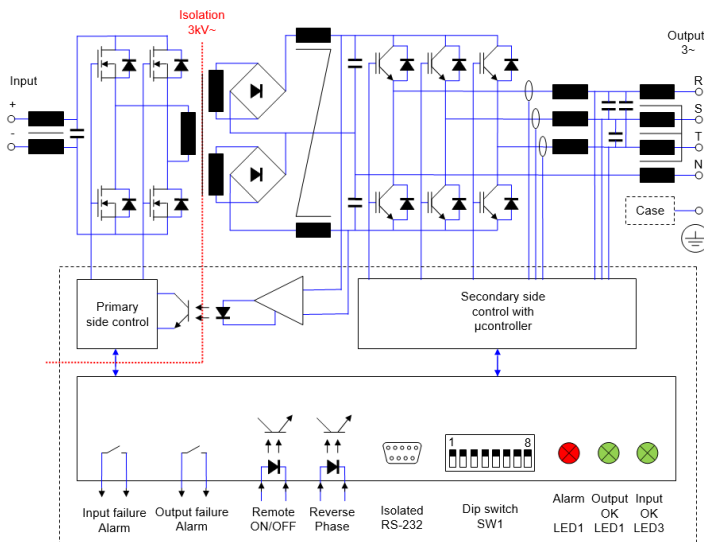 Isolation
3kV~
Output
3~
Input
+
-
R
S
T
N
Case
Primary
side control
Secondary side
control with
µcontroller
1
8
Input failure
Alarm
Output failure
Alarm
Remote
ON/OFF
Reverse
Phase
Isolated
RS-232
Dip switch
SW1
Alarm
LED1
Output
OK
LED1
Input
OK
LED3